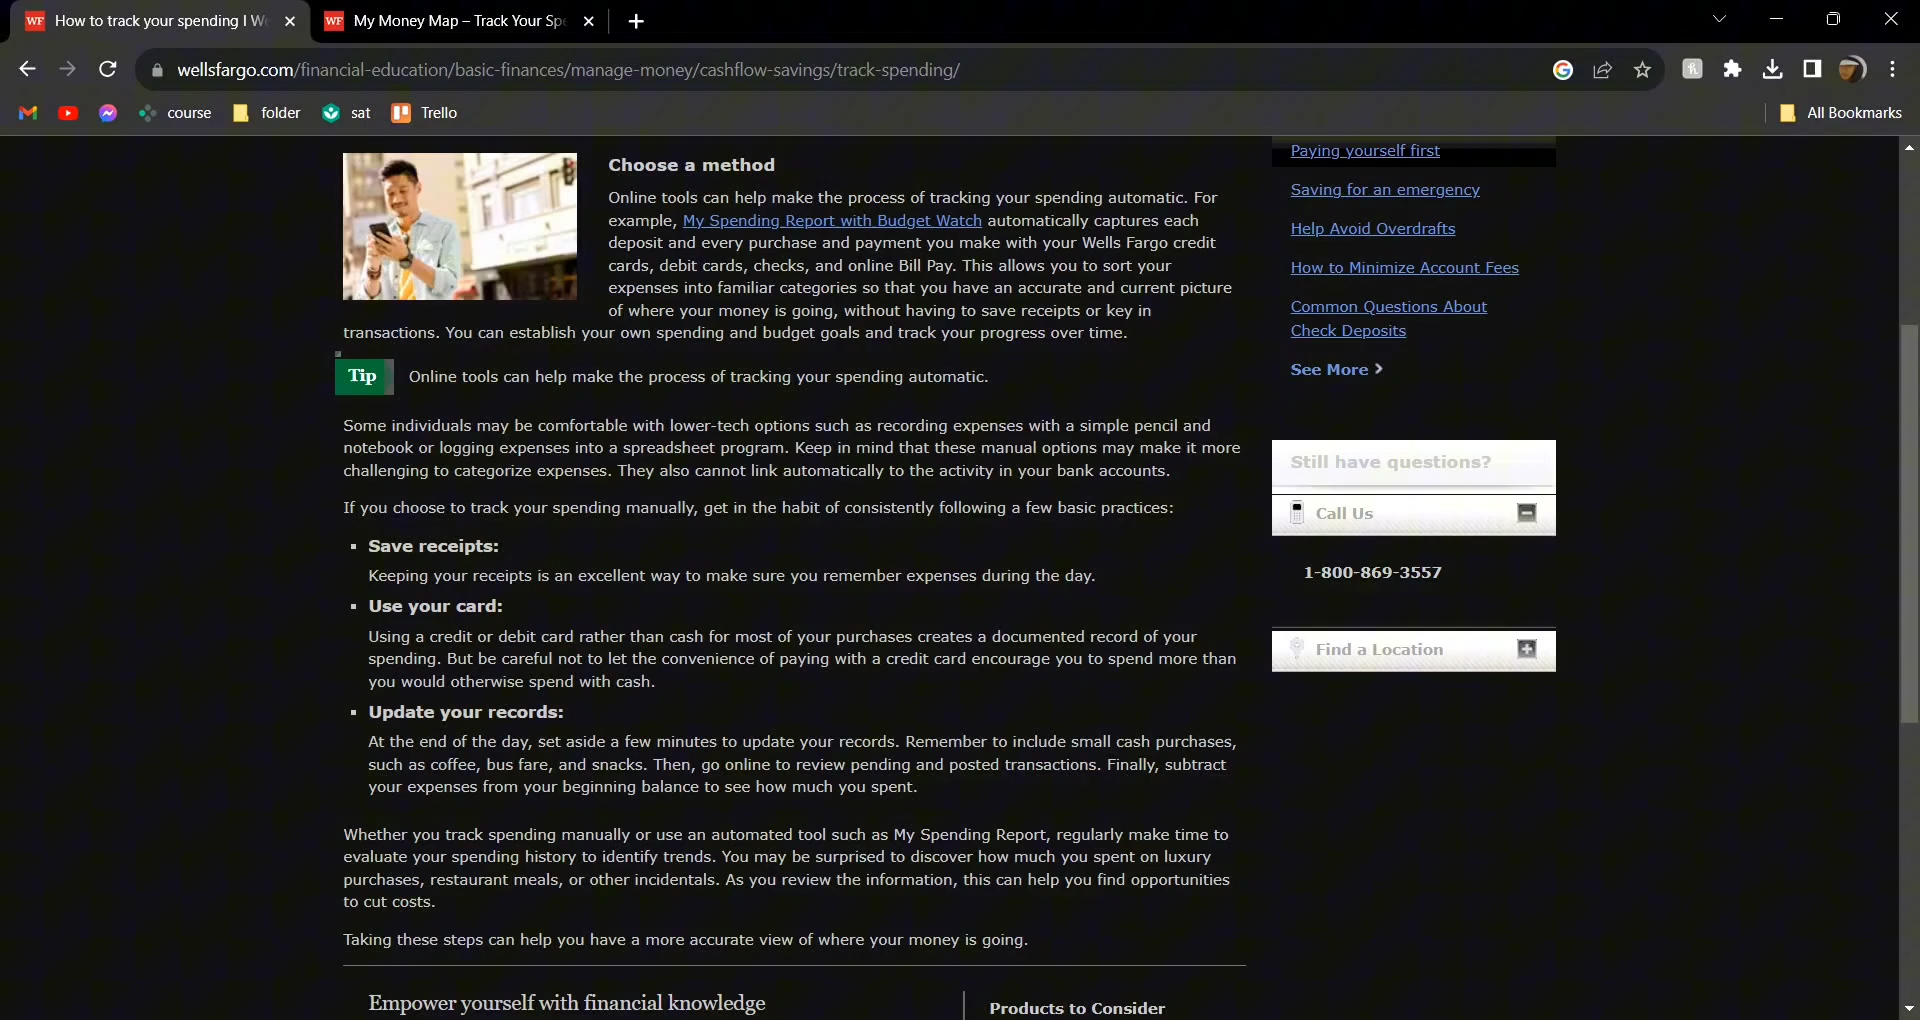 How to track your spending I We
My Money Map – Track Your Spe
wellsfargo.com/financial-education/basic-finances/manage-money/cashflow-savings/track-spending/
course
folder
sat
Trello
All Bookmarks
Choose a method
Online tools can help make the process of tracking your spending automatic. For
example, My Spending Report with Budget Watch automatically captures each
deposit and every purchase and payment you make with your Wells Fargo credit
cards, debit cards, checks, and online Bill Pay. This allows you to sort your
expenses into familiar categories so that you have an accurate and current picture
of where your money is going, without having to save receipts or key in
transactions. You can establish your own spending and budget goals and track your progress over time.
Tip
Online tools can help make the process of tracking your spending automatic.
Some individuals may be comfortable with lower-tech options such as recording expenses with a simple pencil and
notebook or logging expenses into a spreadsheet program. Keep in mind that these manual options may make it more
challenging to categorize expenses. They also cannot link automatically to the activity in your bank accounts.
If you choose to track your spending manually, get in the habit of consistently following a few basic practices:
▪ Save receipts:
Keeping your receipts is an excellent way to make sure you remember expenses during the day.
▪ Use your card:
Using a credit or debit card rather than cash for most of your purchases creates a documented record of your
spending. But be careful not to let the convenience of paying with a credit card encourage you to spend more than
you would otherwise spend with cash.
▪ Update your records:
At the end of the day, set aside a few minutes to update your records. Remember to include small cash purchases,
such as coffee, bus fare, and snacks. Then, go online to review pending and posted transactions. Finally, subtract
your expenses from your beginning balance to see how much you spent.
Whether you track spending manually or use an automated tool such as My Spending Report, regularly make time to
evaluate your spending history to identify trends. You may be surprised to discover how much you spent on luxury
purchases, restaurant meals, or other incidentals. As you review the information, this can help you find opportunities
to cut costs.
Taking these steps can help you have a more accurate view of where your money is going.
Empower yourself with financial knowledge
Products to Consider
Paying yourself first
Saving for an emergency
Help Avoid Overdrafts
How to Minimize Account Fees
Common Questions About
Check Deposits
See More
Still have questions?
Call Us
1-800-869-3557
Find a Location